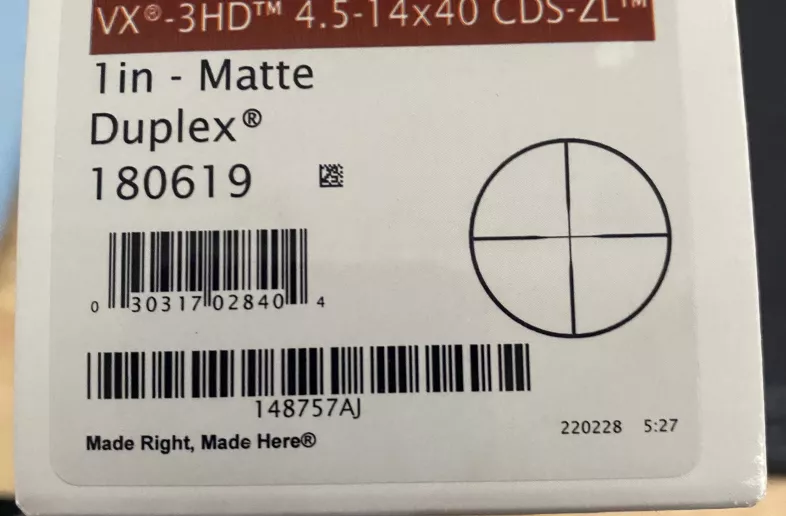 VX®-3HD™ 4.5-14x40 CDS-ZL™
1in - Matte
Duplex®
180619
0 30317 02840 4
148757AJ
Made Right, Made Here®
220228 5:27